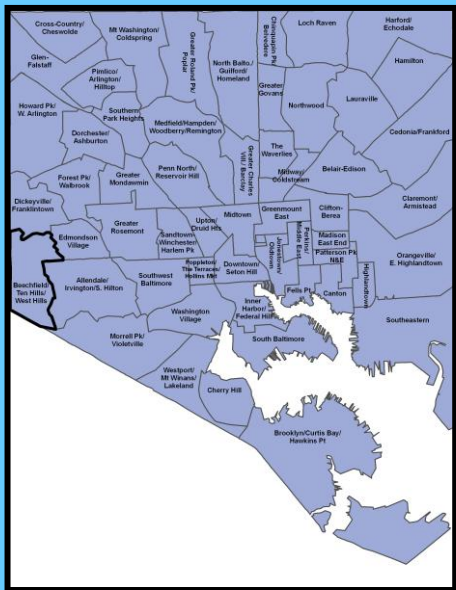 Cross-Country/
Cheswolde
Mt Washington/
Coldspring
Greater Roland Pk/
Poplar
North Balto./
Guilford/
Homeland
Chinquapin Pk/
Belvedere
Loch Raven
Harford/
Echodale
Glen-
Falstaff
Pimlico/
Arlington/
Hilltop
Hamilton
Howard Pk/
W. Arlington
Southern
Park Heights
Greater
Govans
Northwood
Lauraville
Dorchester/
Ashburton
Medfield/Hampden/
Woodberry/Remington
Cedonia/Frankford
Forest Pk/
Walbrook
Greater
Mondawmin
Penn North/
Reservoir Hill
Greater Charles
Vill./ Barclay
The
Waverlies
Midway/
Coldstream
Belair-Edison
Dickeyville/
Franklintown
Claremont/
Armistead
Greater
Rosemont
Upton/
Druid Hts
Midtown
Greenmount
East
Clifton-
Berea
Edmondson
Village
Sandtown-
Winchester/
Harlem Pk
Jonestown/
Oldtown
Perkins/
Middle East
Madison
East End
Patterson Pk
N&E
Orangeville/
E. Highlandtown
Beechfield/
Ten Hills/
West Hills
Allendale/
Irvington/S. Hilton
Southwest
Baltimore
Poppleton/
The Terraces/
Hollins Mkt
Downtown/
Seton Hill
Highlandtown
Fells Pt
Canton
Washington
Village
Inner
Harbor/
Federal Hill
Southeastern
Morrell Pk/
Violetville
South Baltimore
Westport/
Mt Winans/
Lakeland
Cherry Hill
Brooklyn/Curtis Bay/
Hawkins Pt